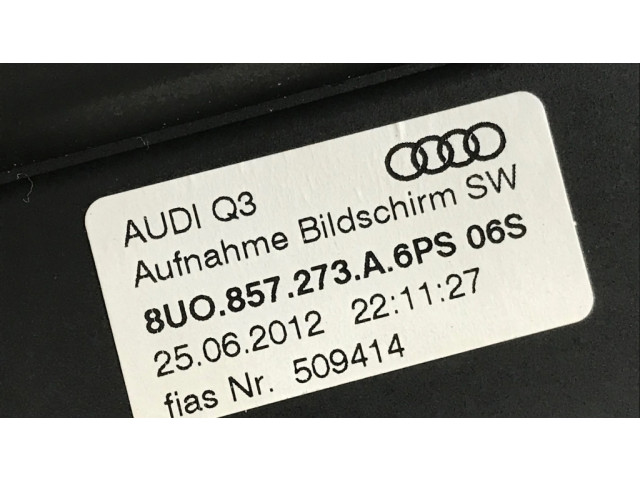 AUDI Q3
Aufnahme Bildschirm SW
8UO.857.273.A.6PS 06S
25.06.2012 22:11:27
fias Nr. 509414